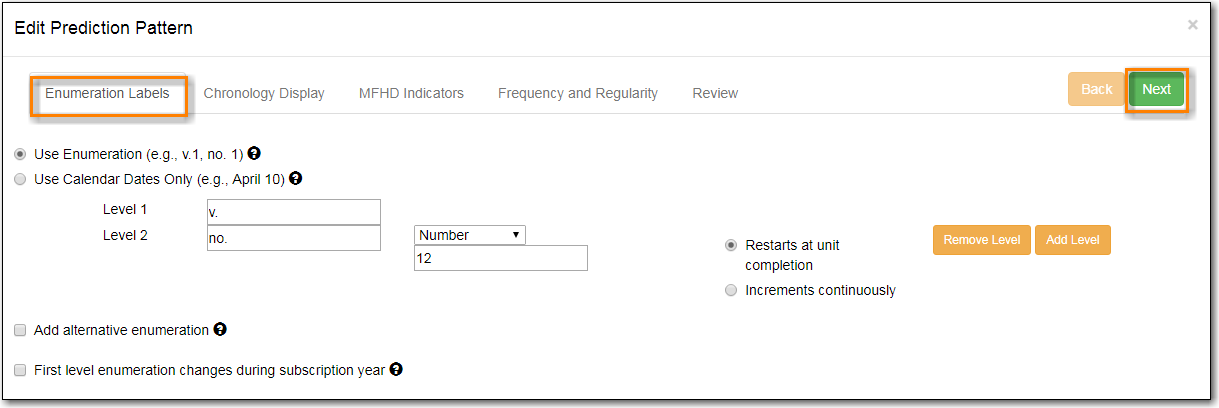 Edit Prediction Pattern ×
Enumeration Labels Chronology Display MFHD Indicators Frequency and Regularity Review Back Next
Use Enumeration (e.g., v.1, no. 1) ?
Use Calendar Dates Only (e.g., April 10) ?
Level 1 v.
Level 2 no. Number
12
Restarts at unit
completion
Increments continuously
Remove Level Add Level
Add alternative enumeration ?
First level enumeration changes during subscription year ?